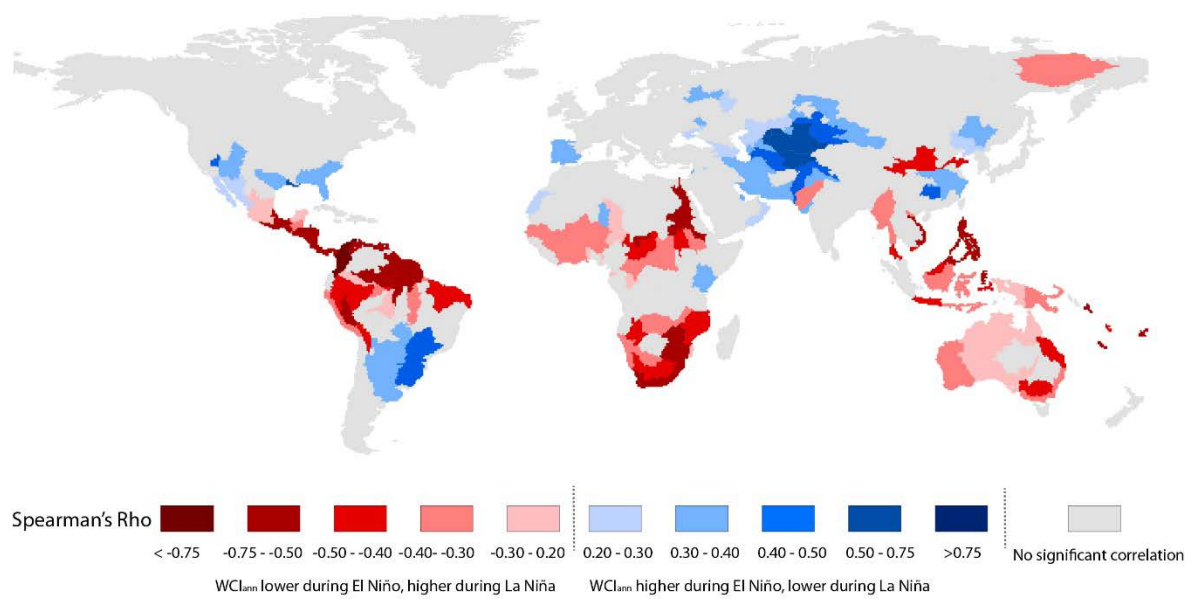 Spearman's Rho
< -0.75 -0.75 - -0.50 -0.50 - -0.40 -0.40 - -0.30 -0.30 - -0.20 0.20 - 0.30 0.30 - 0.40 0.40 - 0.50 0.50 - 0.75 >0.75 No significant correlation
WCIann lower during El Niño, higher during La Niña WCIann higher during El Niño, lower during La Niña